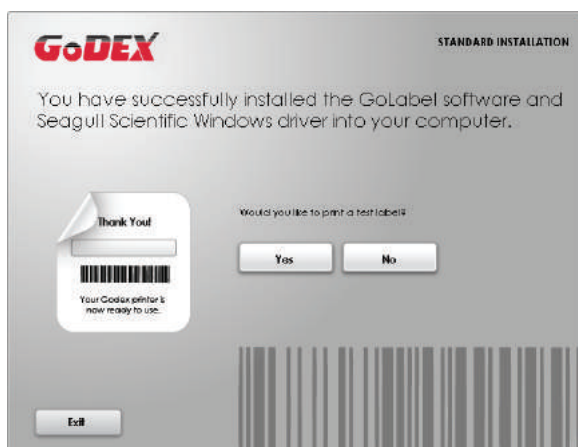 GoDEX
STANDARD INSTALLATION
You have successfully installed the GoLabel software and
Seagull Scientific Windows driver into your computer.
Thank You!
Your Godex printer is
now ready to use.
Would you like to print a test label?
Yes
No
Exit